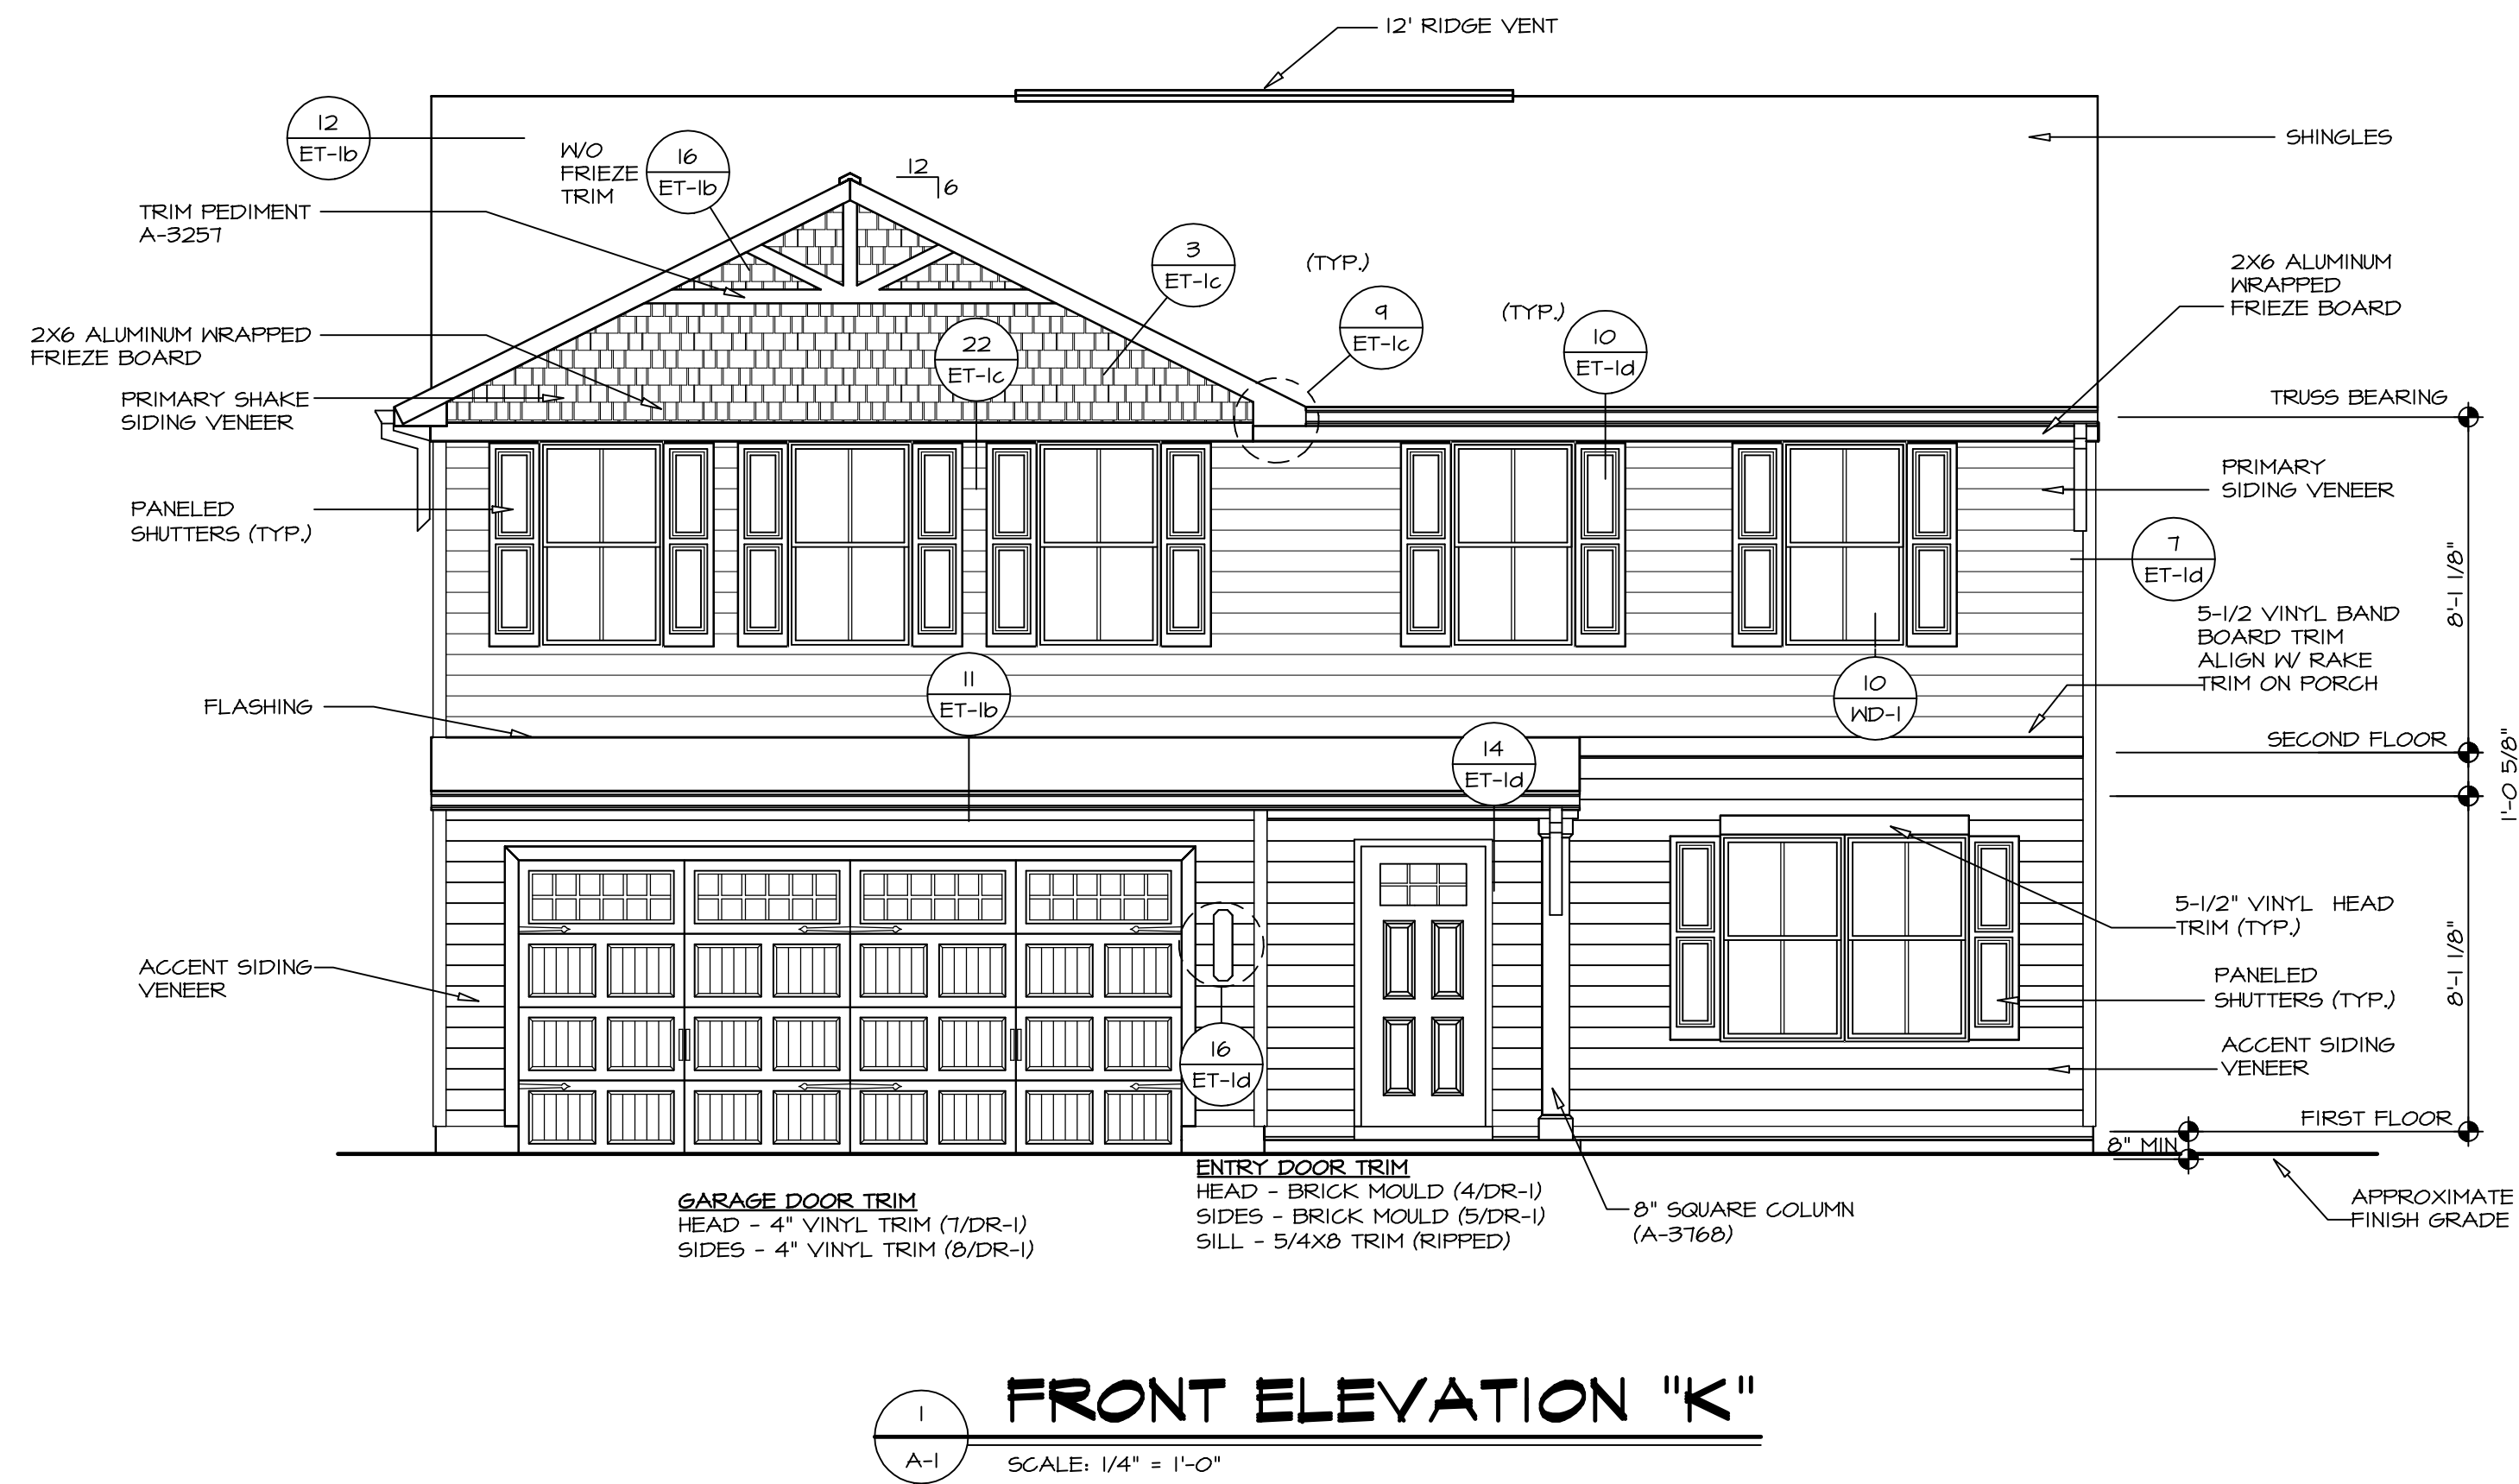 12' RIDGE VENT
12
ET-1b
SHINGLES
W/O
FRIEZE
TRIM
16
ET-1b
12
6
TRIM PEDIMENT
A-3257
3
ET-1c
(TYP.)
9
ET-1c
(TYP.)
10
ET-1d
2X6 ALUMINUM
WRAPPED
FRIEZE BOARD
2X6 ALUMINUM WRAPPED
FRIEZE BOARD
22
ET-1c
PRIMARY SHAKE
SIDING VENEER
TRUSS BEARING
PRIMARY
SIDING VENEER
PANELED
SHUTTERS (TYP.)
7
ET-1d
8'-1 1/8"
5-1/2 VINYL BAND
BOARD TRIM
ALIGN W/ RAKE
TRIM ON PORCH
11
ET-1b
10
WD-1
FLASHING
14
ET-1d
SECOND FLOOR
1'-0 5/8"
5-1/2" VINYL HEAD
TRIM (TYP.)
ACCENT SIDING
VENEER
PANELED
SHUTTERS (TYP.)
8'-1 1/8"
16
ET-1d
ACCENT SIDING
VENEER
FIRST FLOOR
8" MIN
GARAGE DOOR TRIM
HEAD - 4" VINYL TRIM (7/DR-1)
SIDES - 4" VINYL TRIM (8/DR-1)
ENTRY DOOR TRIM
HEAD - BRICK MOULD (4/DR-1)
SIDES - BRICK MOULD (5/DR-1)
SILL - 5/4X8 TRIM (RIPPED)
8" SQUARE COLUMN
(A-3768)
APPROXIMATE
FINISH GRADE
1
A-1
FRONT ELEVATION "K"
SCALE: 1/4" = 1'-0"